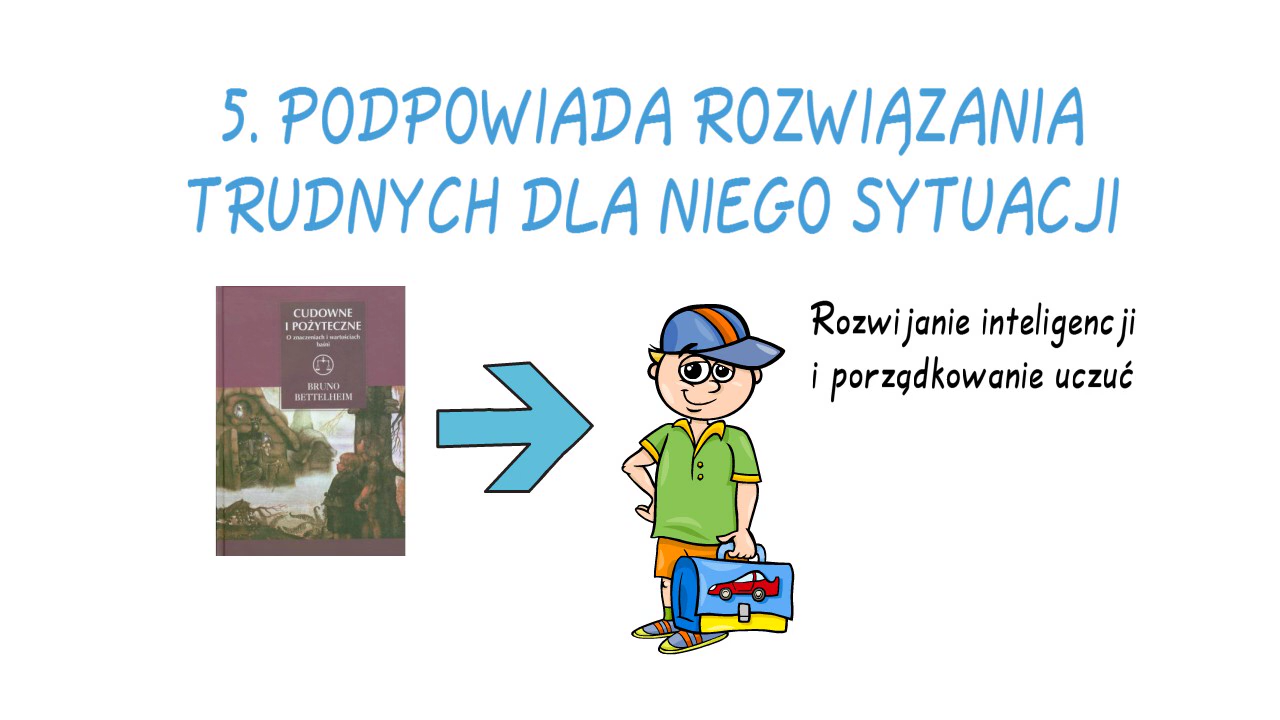 5. PODPOWIADA ROZWIĄZANIA
TRUDNYCH DLA NIEGO SYTUACJI
CUDOWNE
I POŻYTECZNE
O znaczeniach i wartościach
baśni
BRUNO
BETTELHEIM
Rozwijanie inteligencji
i porządkowanie uczuć